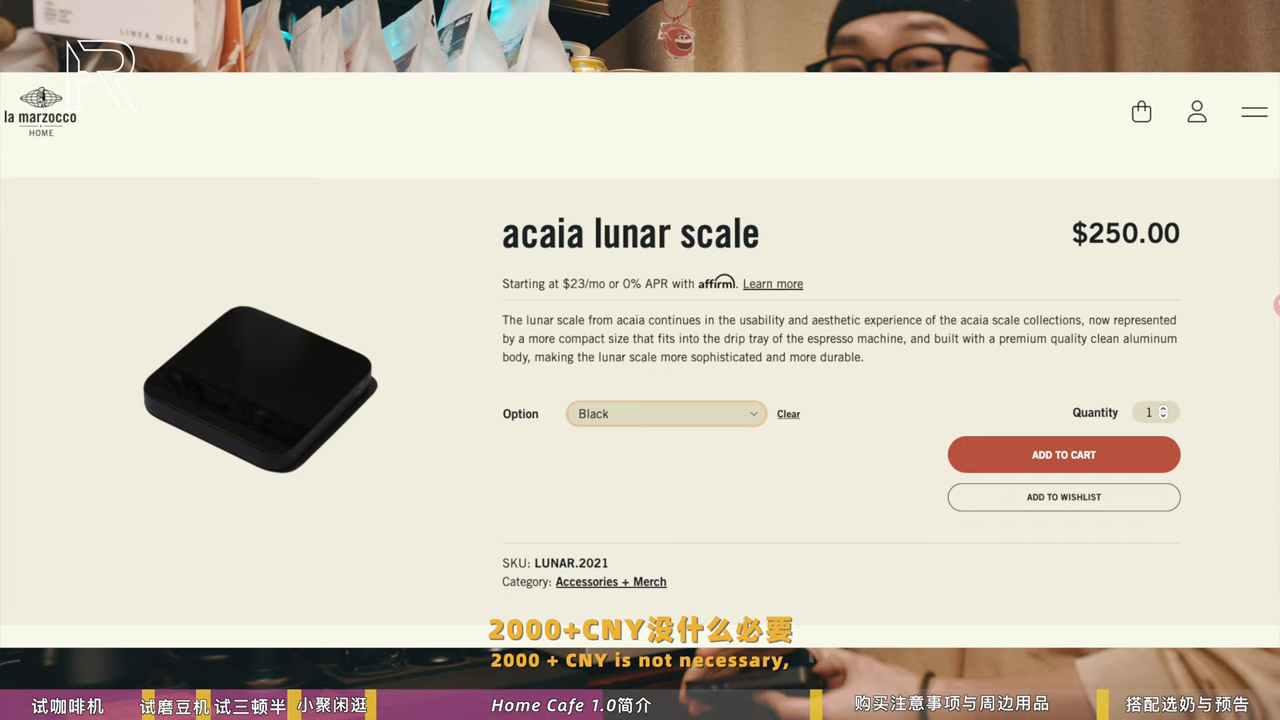 LINEA MICRA
R
la marzocco
HOME
acaia lunar scale
$250.00
Starting at $23/mo or 0% APR with affirm. Learn more
The lunar scale from acaia continues in the usability and aesthetic experience of the acaia scale collections, now represented
by a more compact size that fits into the drip tray of the espresso machine, and built with a premium quality clean aluminum
body, making the lunar scale more sophisticated and more durable.
Option
Black
Clear
Quantity
1
ADD TO CART
ADD TO WISHLIST
SKU: LUNAR.2021
Category: Accessories + Merch
2000+CNY没什么必要
2000 + CNY is not necessary,
试咖啡机
试磨豆机
试三顿半
小聚闲逛
Home Cafe 1.0简介
购买注意事项与周边用品
搭配选奶与预告